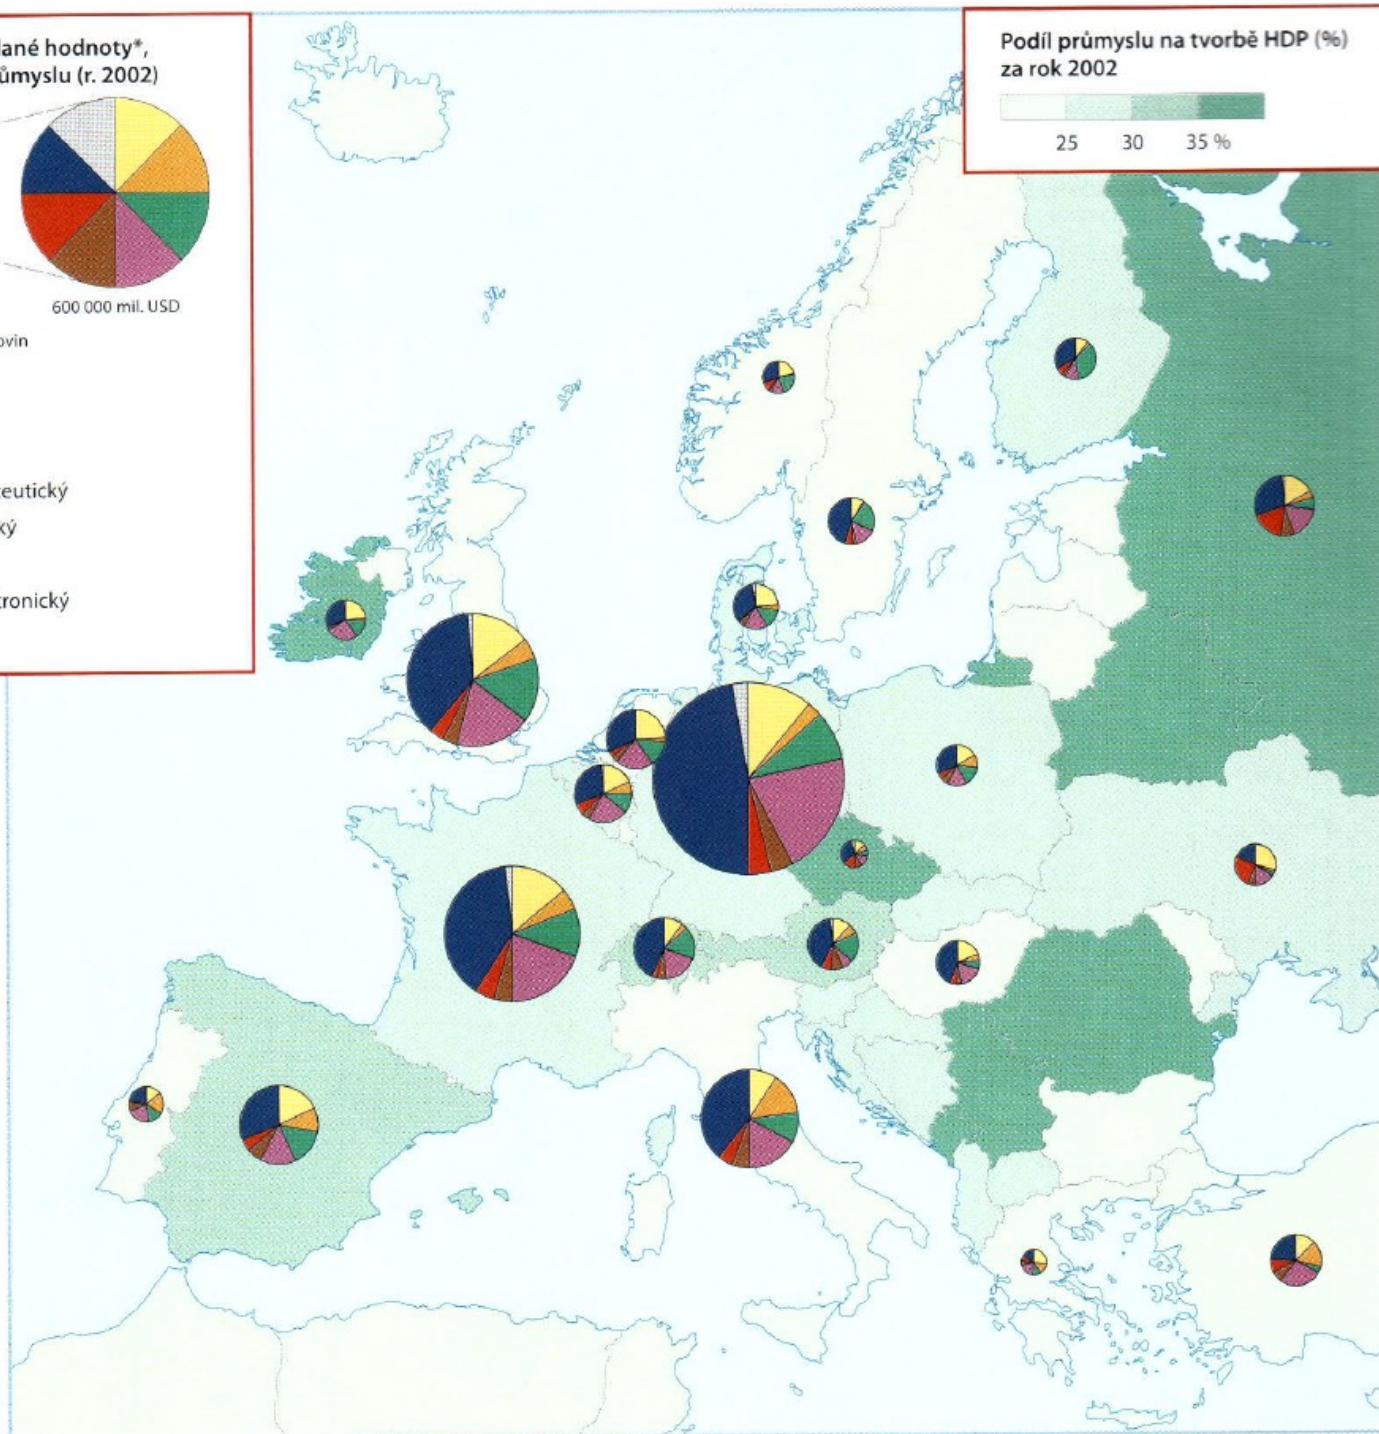 lané hodnoty*,
ůmyslu (r. 2002)
600 000 mil. USD
ovin
eutický
ký
tronický
Podíl průmyslu na tvorbě HDP (%)
za rok 2002
25 30 35 %